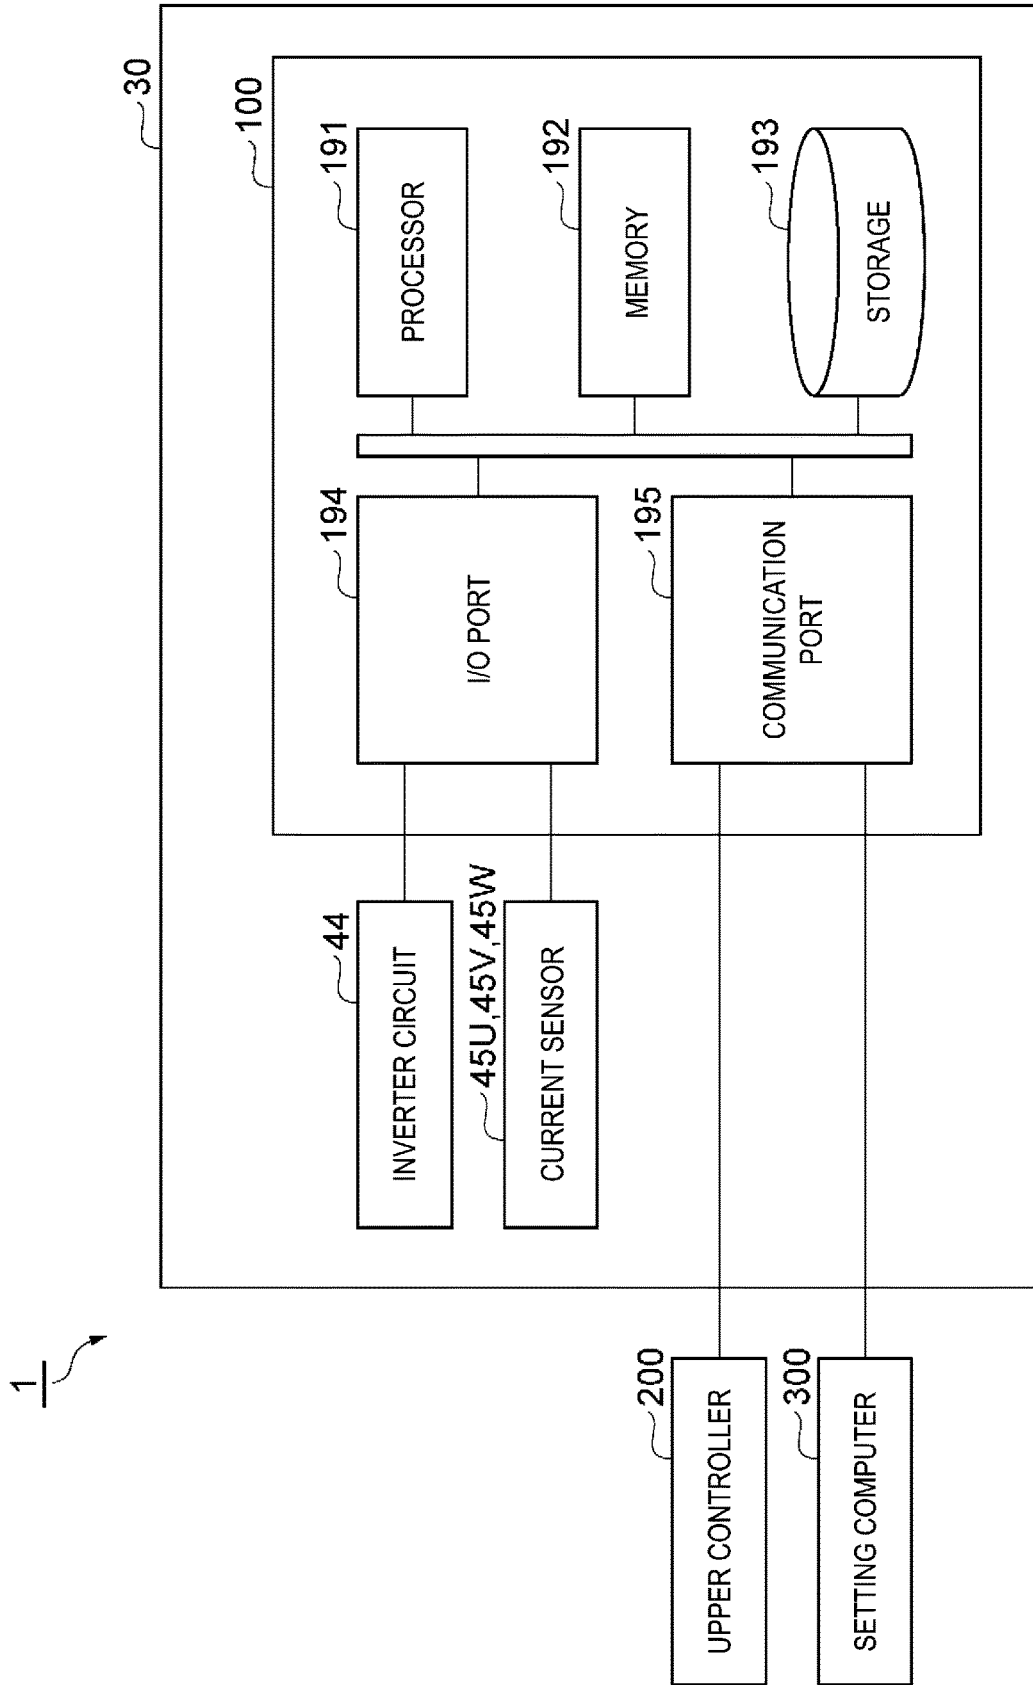 1
30
100
44
INVERTER CIRCUIT
194
I/O PORT
191
PROCESSOR
45U,45V,45W
CURRENT SENSOR
192
MEMORY
200
UPPER CONTROLLER
195
COMMUNICATION
PORT
193
STORAGE
300
SETTING COMPUTER